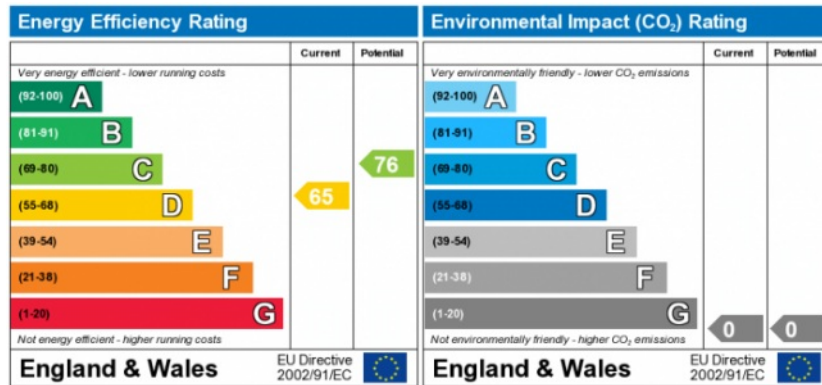 Energy Efficiency Rating
Current Potential
Very energy efficient - lower running costs
(92-100) A
(81-91) B
(69-80) C
76
(55-68) D
65
(39-54) E
(21-38) F
(1-20) G
Not energy efficient - higher running costs
England & Wales
EU Directive
2002/91/EC
Environmental Impact (CO₂) Rating
Current Potential
Very environmentally friendly - lower CO₂ emissions
(92-100) A
(81-91) B
(69-80) C
(55-68) D
(39-54) E
(21-38) F
(1-20) G
0 0
Not environmentally friendly - higher CO₂ emissions
England & Wales
EU Directive
2002/91/EC